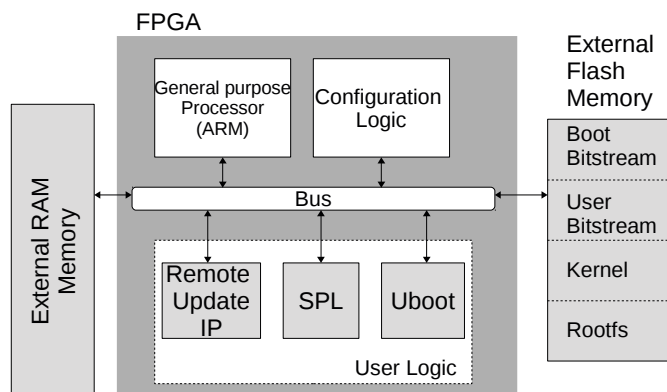 FPGA
General purpose
Processor
(ARM)
Configuration
Logic
External
Flash
Memory
External RAM
Memory
Bus
Boot
Bitstream
User
Bitstream
Kernel
Rootfs
Remote
Update
IP
SPL
Uboot
User Logic